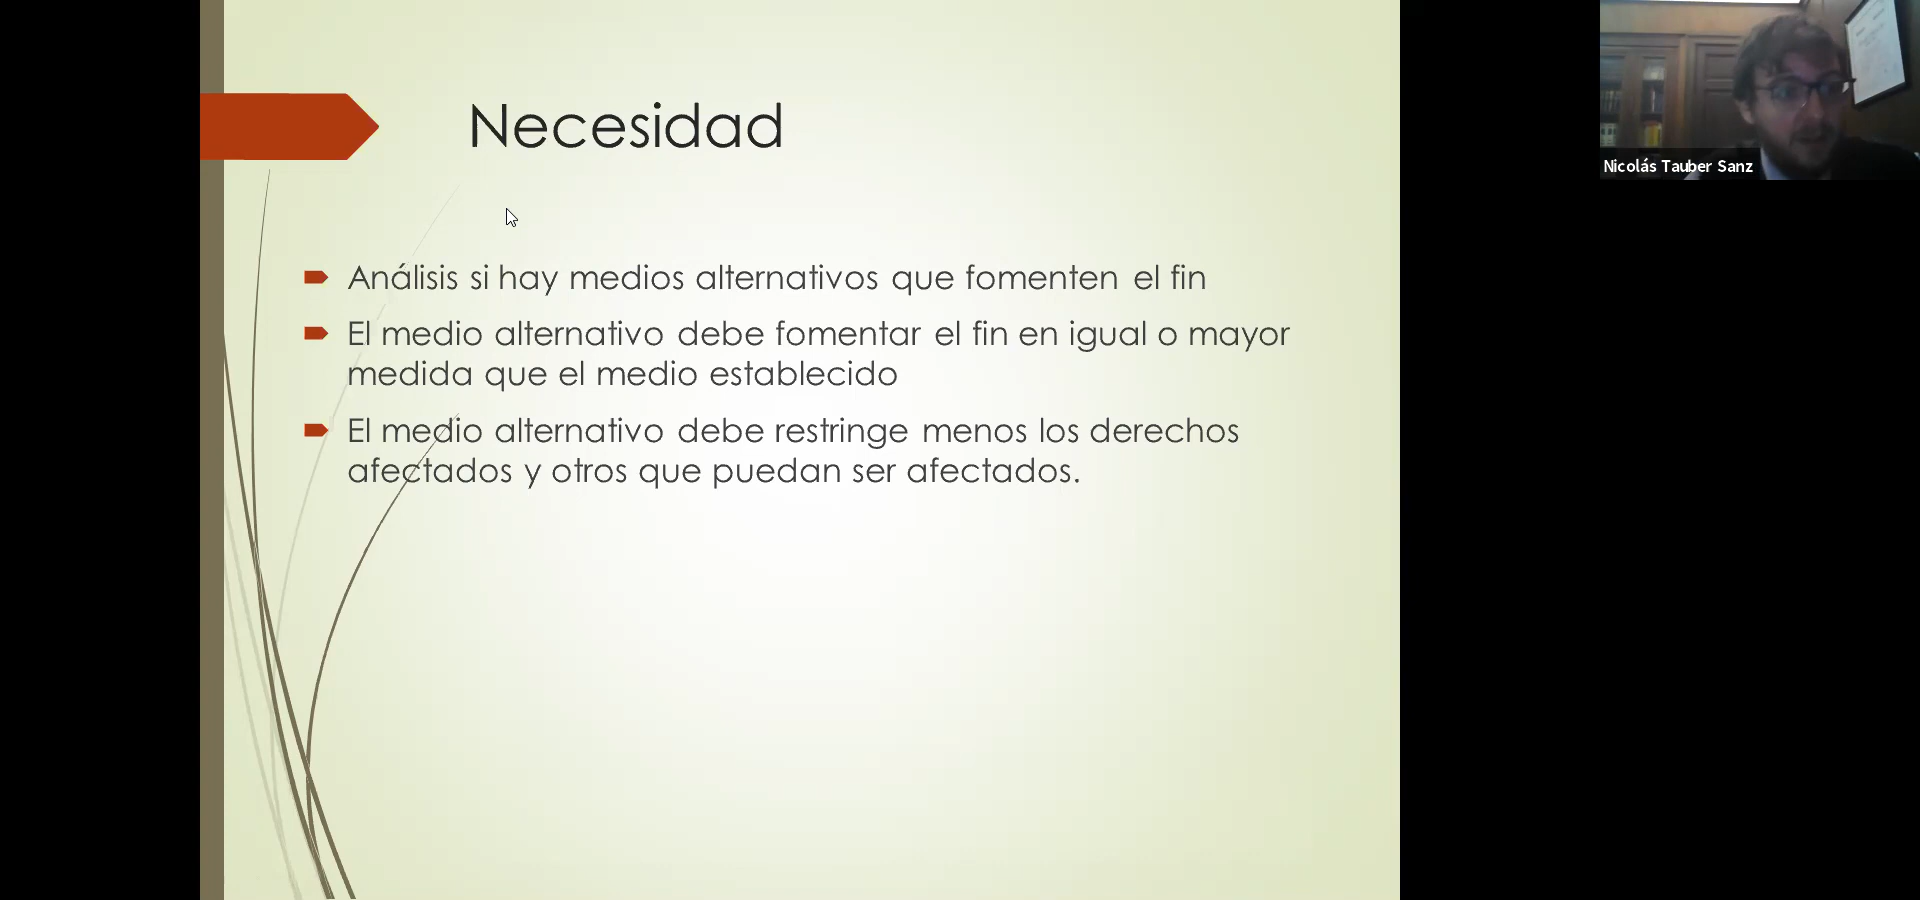 Necesidad
Análisis si hay medios alternativos que fomenten el fin
El medio alternativo debe fomentar el fin en igual o mayor
medida que el medio establecido
El medio alternativo debe restringe menos los derechos
afectados y otros que puedan ser afectados.
Nicolás Tauber Sanz